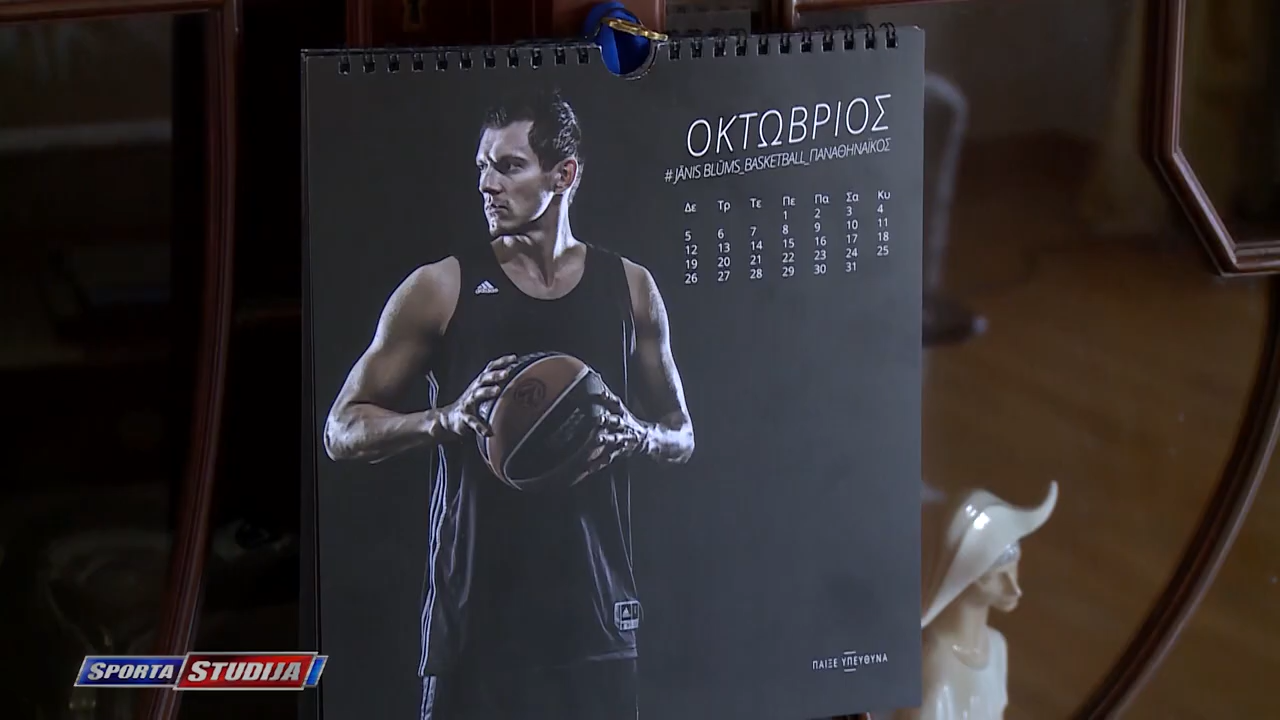 ΟΚΤΩΒΡΙΟΣ
# JĀNIS BLŪMS_BASKETBALL_ΠΑΝΑΘΗΝΑΪΚΟΣ
Δε Τρ Τε Πε Πα Σα Κυ
1 2 3 4
5 6 7 8 9 10 11
12 13 14 15 16 17 18
19 20 21 22 23 24 25
26 27 28 29 30 31
adidas
ΠΑΙΞΕ ΥΠΕΥΘΥΝΑ
SPORTA STUDIJA